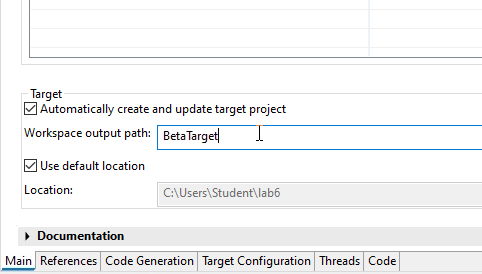 Target
Automatically create and update target project
Workspace output path: BetaTarget
Use default location
Location: C:\Users\Student\lab6
Documentation
Main References Code Generation Target Configuration Threads Code